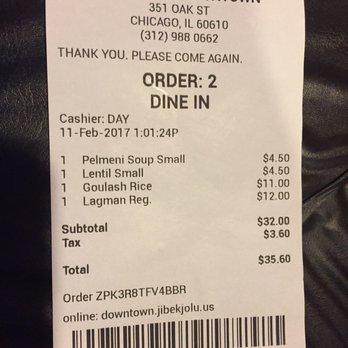 351 OAK ST
CHICAGO, IL 60610
(312) 988 0662
THANK YOU. PLEASE COME AGAIN.
ORDER: 2
DINE IN
Cashier: DAY
11-Feb-2017 1:01:24P
1 Pelmeni Soup Small $4.50
1 Lentil Small $4.50
1 Goulash Rice $11.00
1 Lagman Reg. $12.00
Subtotal $32.00
Tax $3.60
Total $35.60
Order ZPK3R8TFV4BBR
online: downtown.jibekjolu.us